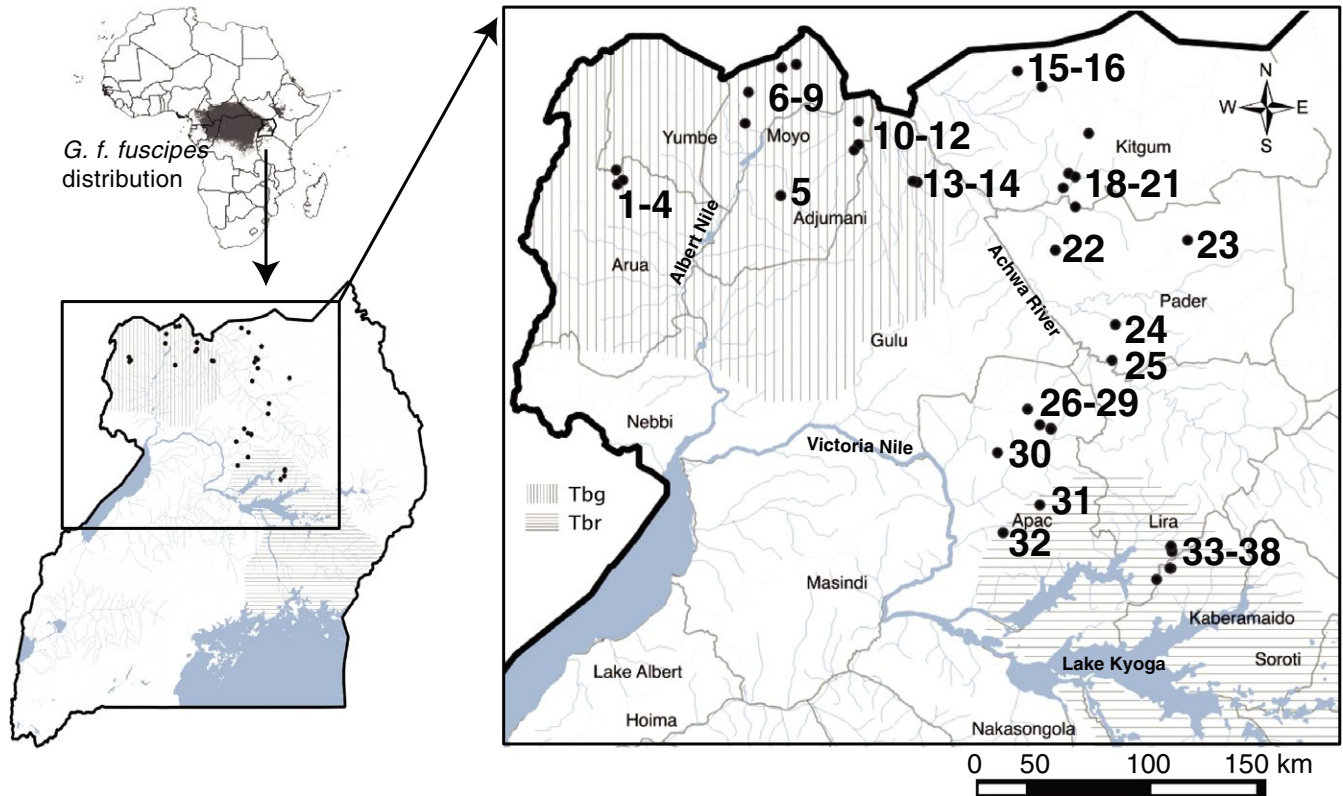 G. f. fuscipes
distribution
15-16
N
W E
S
6-9
Yumbe
Moyo
10-12
Kitgum
1-4
5
13-14
18-21
Adjumani
22
23
Arua
Albert Nile
Achwa River
Pader
24
Gulu
25
26-29
Nebbi
Victoria Nile
30
Tbg
Tbr
31
Apac
Lira
32
33-38
Masindi
Kaberamaido
Lake Albert
Lake Kyoga
Soroti
Hoima
Nakasongola
0 50 100 150 km